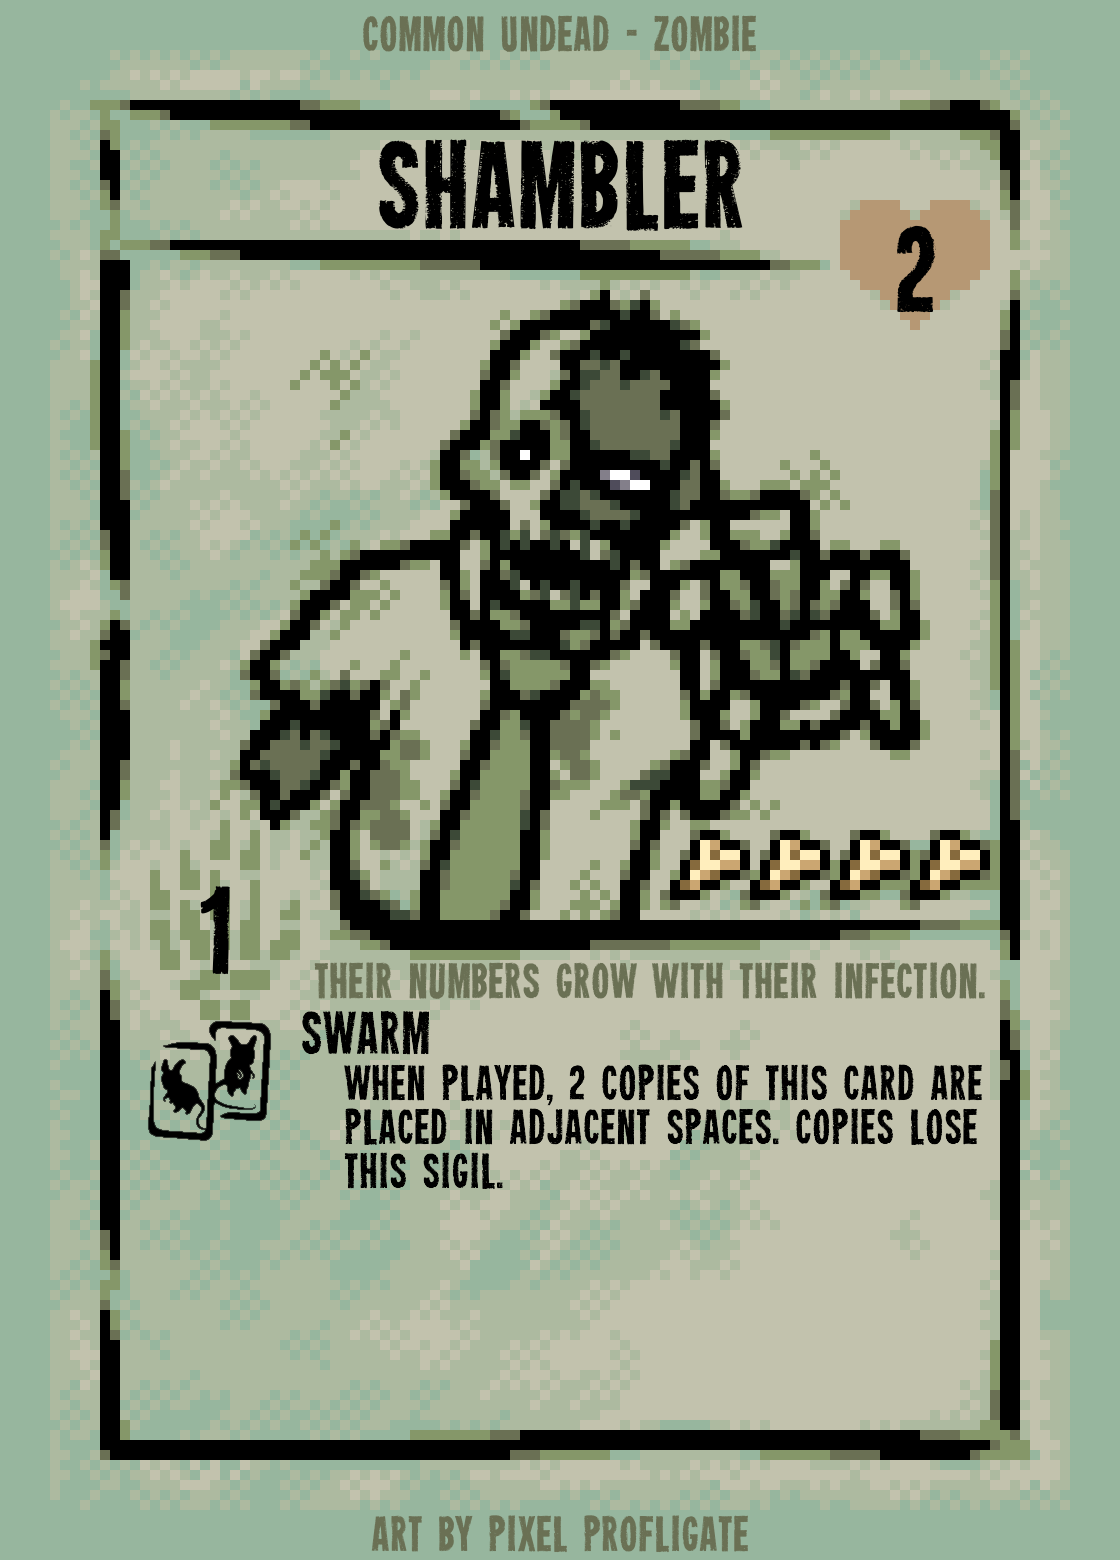 COMMON UNDEAD - ZOMBIE
SHAMBLER
2
1
THEIR NUMBERS GROW WITH THEIR INFECTION.
SWARM
WHEN PLAYED, 2 COPIES OF THIS CARD ARE
PLACED IN ADJACENT SPACES. COPIES LOSE
THIS SIGIL.
ART BY PIXEL PROFLIGATE